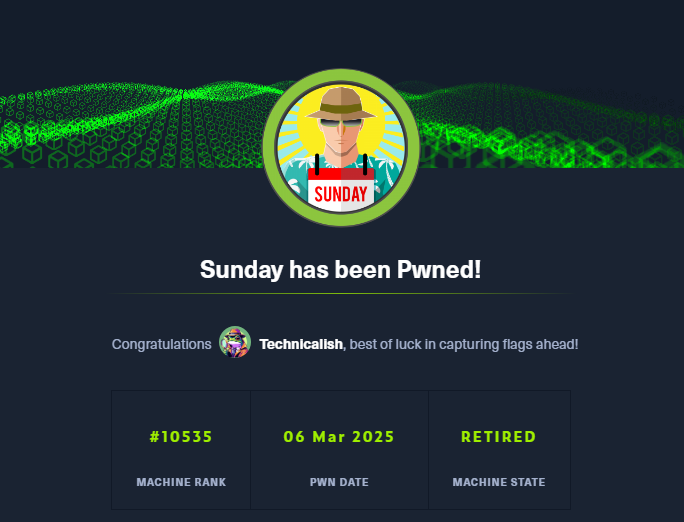 SUNDAY
Sunday has been Pwned!
Congratulations Technicalish, best of luck in capturing flags ahead!
#10535 06 Mar 2025 RETIRED
MACHINE RANK PWN DATE MACHINE STATE